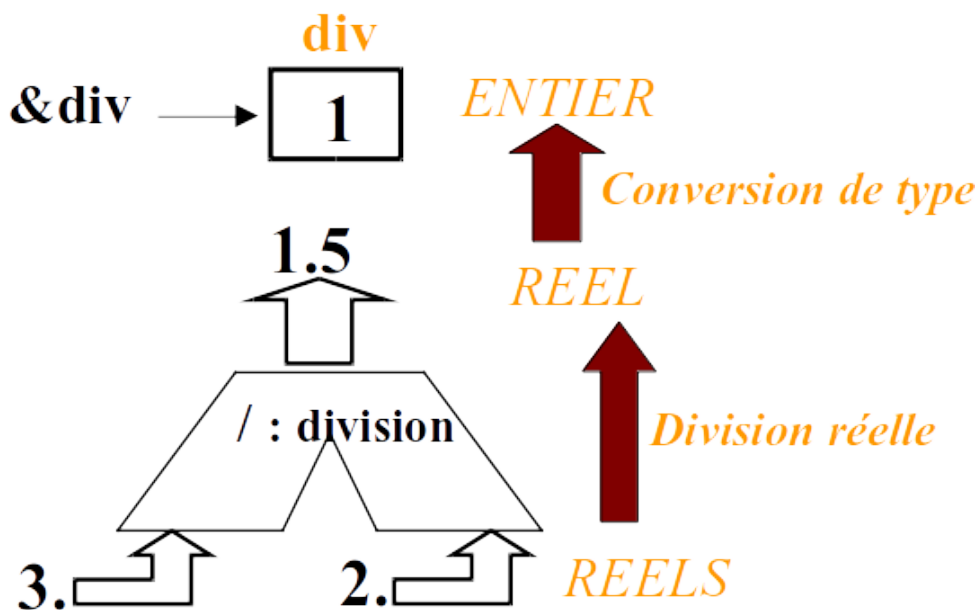 div
&div
1
ENTIER
Conversion de type
1.5
REEL
/ : division
Division réelle
3.
2.
REELS